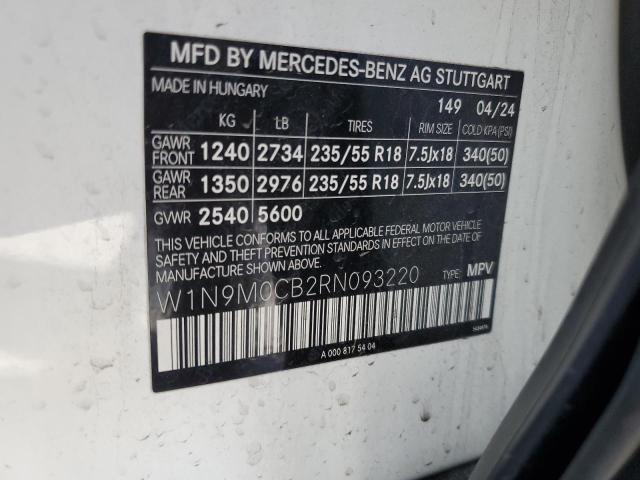 MFD BY MERCEDES-BENZ AG STUTTGART
MADE IN HUNGARY
149 04/24
KG LB TIRES RIM SIZE COLD KPA(PSI)
GAWR FRONT 1240 2734 235/55 R18 7.5Jx18 340(50)
GAWR REAR 1350 2976 235/55 R18 7.5Jx18 340(50)
GVWR 2540 5600
THIS VEHICLE CONFORMS TO ALL APPLICABLE FEDERAL MOTOR VEHICLE
SAFETY AND THEFT PREVENTION STANDARDS IN EFFECT ON THE DATE OF
MANUFACTURE SHOWN ABOVE.
W1N9M0CB2RN093220 TYPE: MPV
A 000 817 54 04